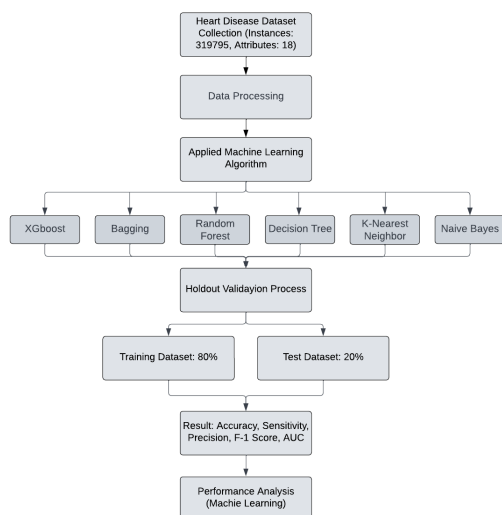 Heart Disease Dataset
Collection (Instances:
319795, Attributes: 18)
Data Processing
Applied Machine Learning
Algorithm
XGboost
Bagging
Random
Forest
Decision Tree
K-Nearest
Neighbor
Naive Bayes
Holdout Validayion Process
Training Dataset: 80%
Test Dataset: 20%
Result: Accuracy, Sensitivity,
Precision, F-1 Score, AUC
Performance Analysis
(Machie Learning)